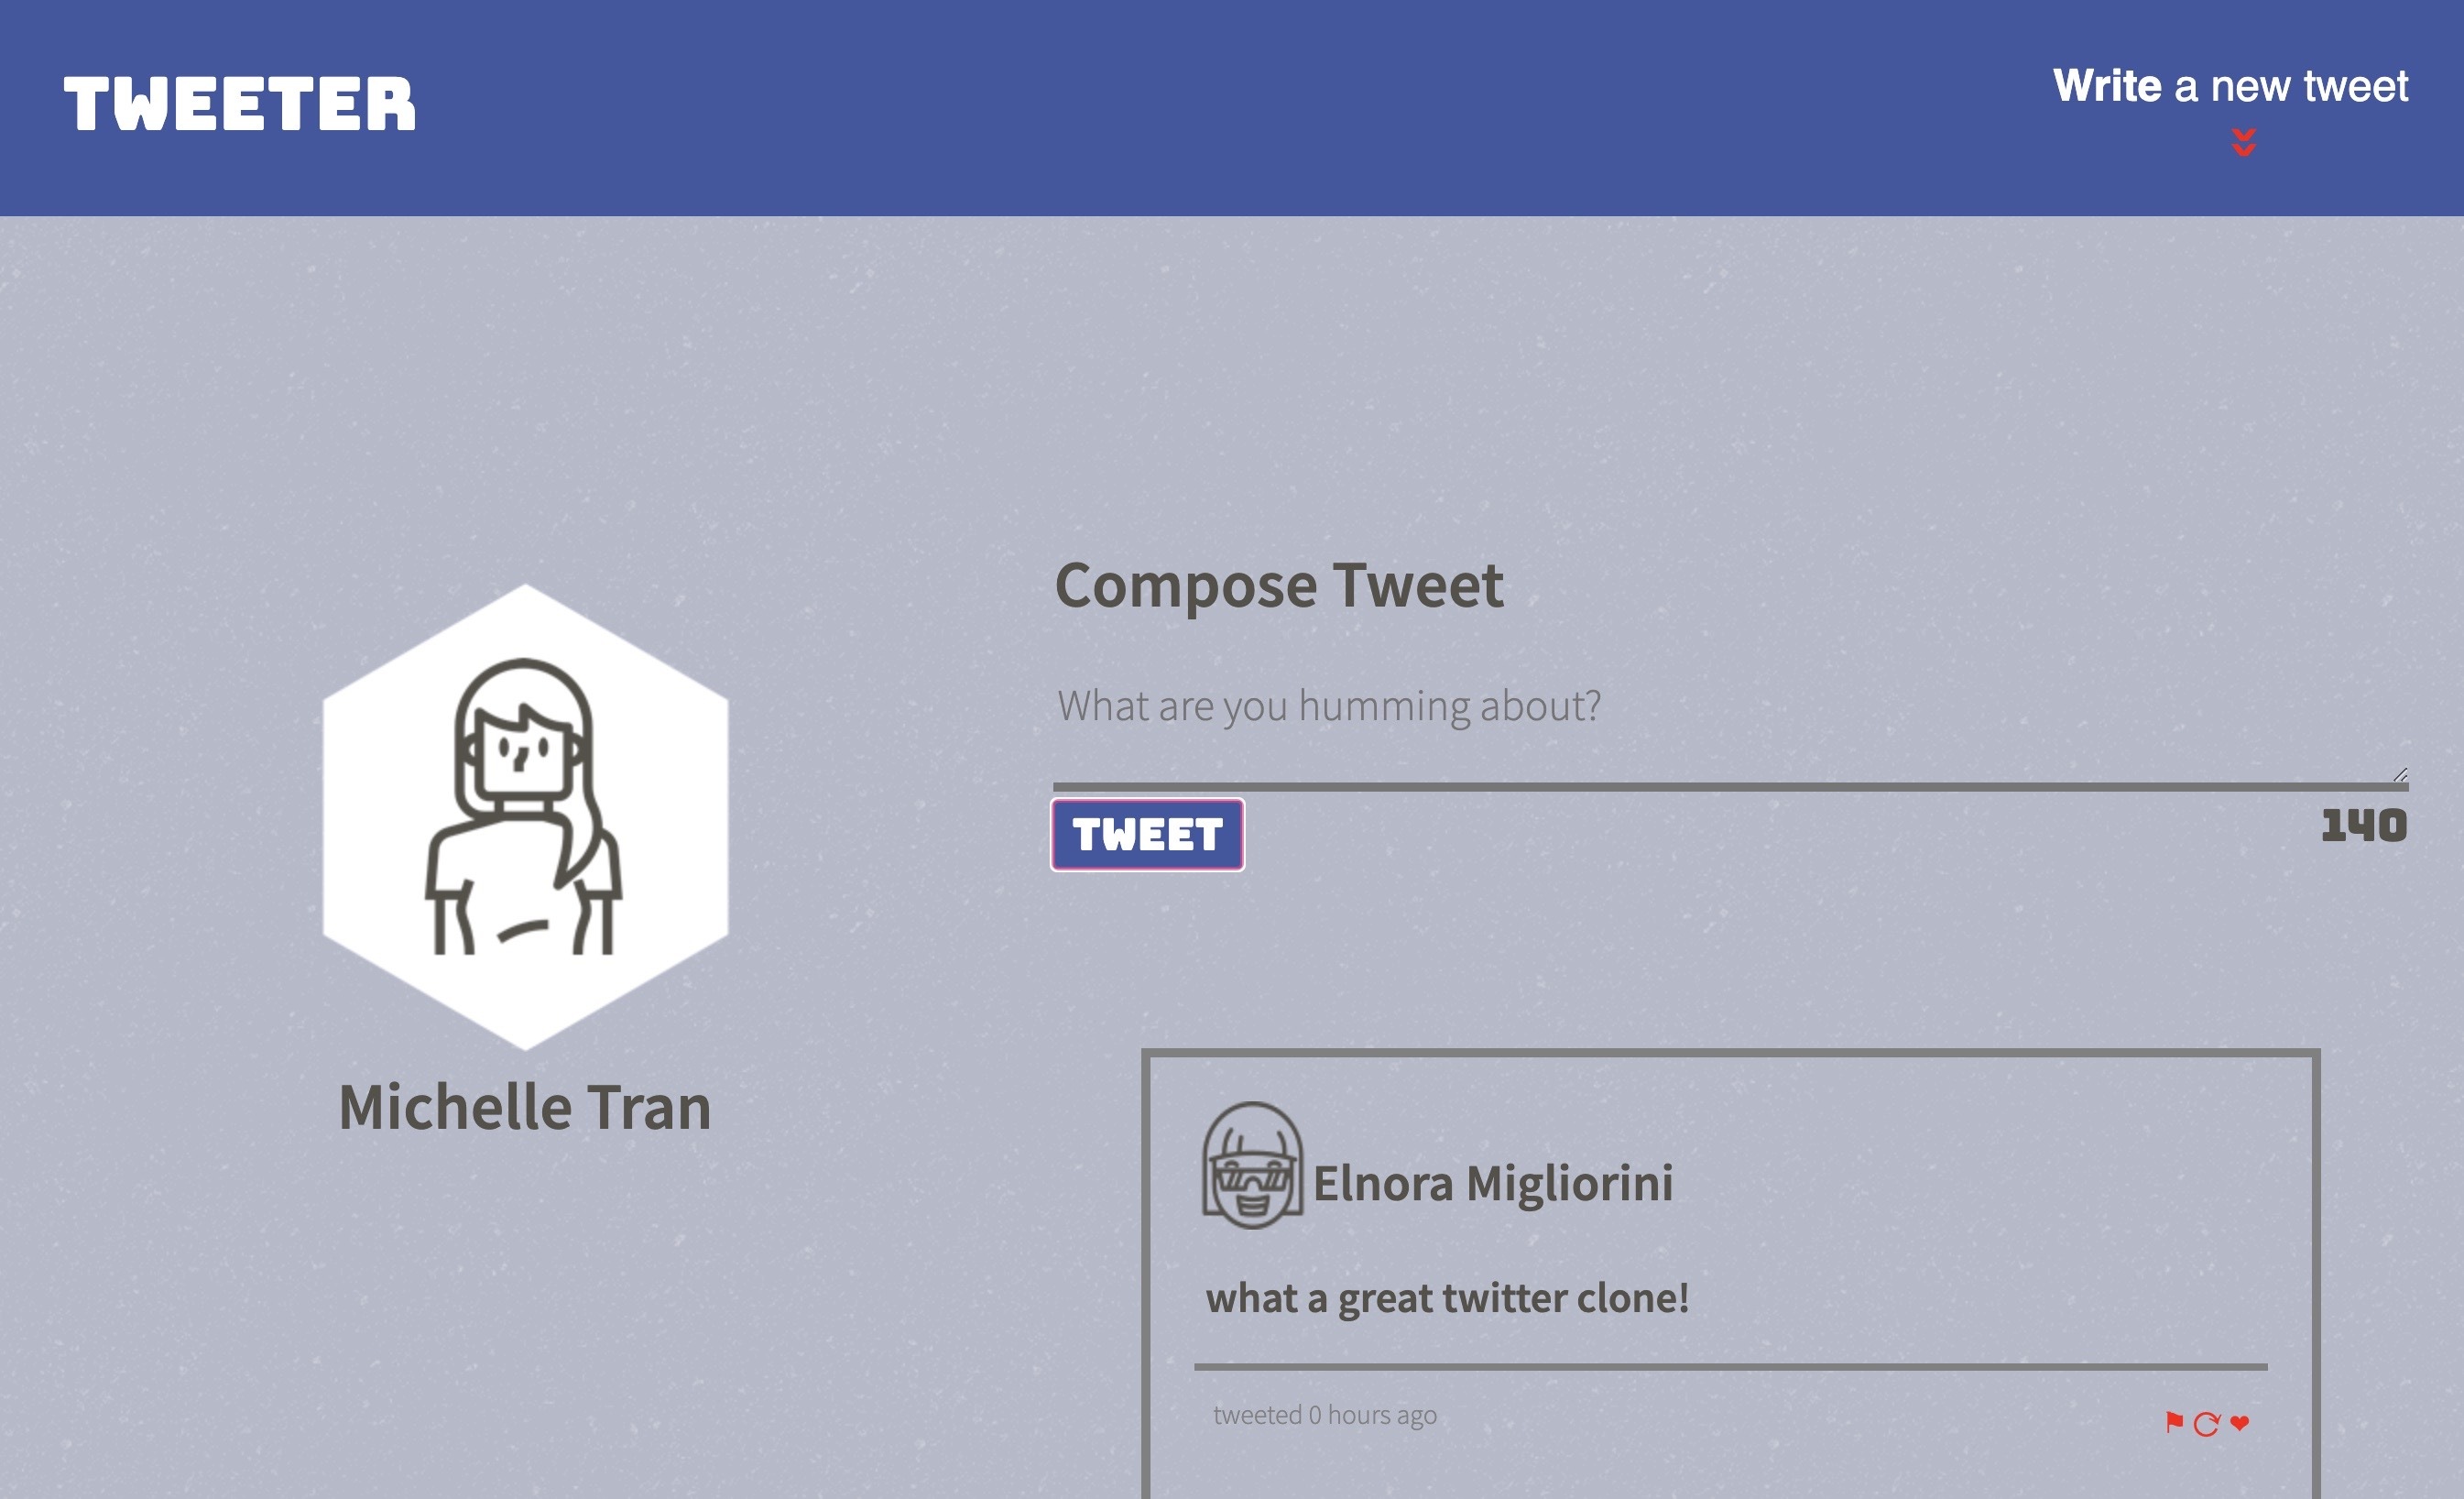 TWEETER
Write a new tweet
Compose Tweet
What are you humming about?
TWEET
140
Michelle Tran
Elnora Migliorini
what a great twitter clone!
tweeted 0 hours ago